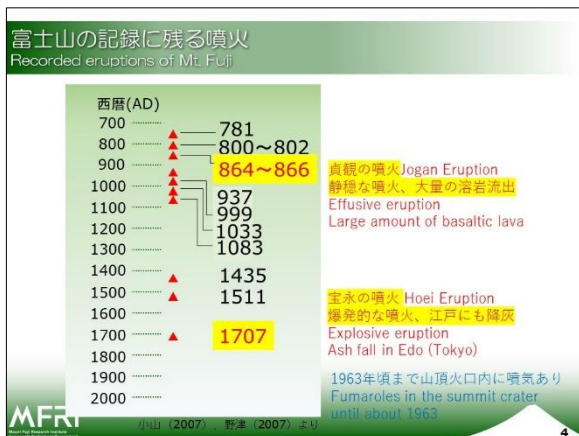 富士山の記録に残る噴火
Recorded eruptions of Mt. Fuji
西暦(AD)
700
800
900
1000
1100
1200
1300
1400
1500
1600
1700
1800
1900
2000
781
800～802
864～866
937
999
1033
1083
1435
1511
1707
貞観の噴火Jogan Eruption
静穏な噴火、大量の溶岩流出
Effusive eruption
Large amount of basaltic lava
宝永の噴火 Hoei Eruption
爆発的な噴火、江戸にも降灰
Explosive eruption
Ash fall in Edo (Tokyo)
1963年頃まで山頂火口内に噴気あり
Fumaroles in the summit crater
until about 1963
MFRI
Mount Fuji Research Institute
小山（2007）、野津（2007）より
4